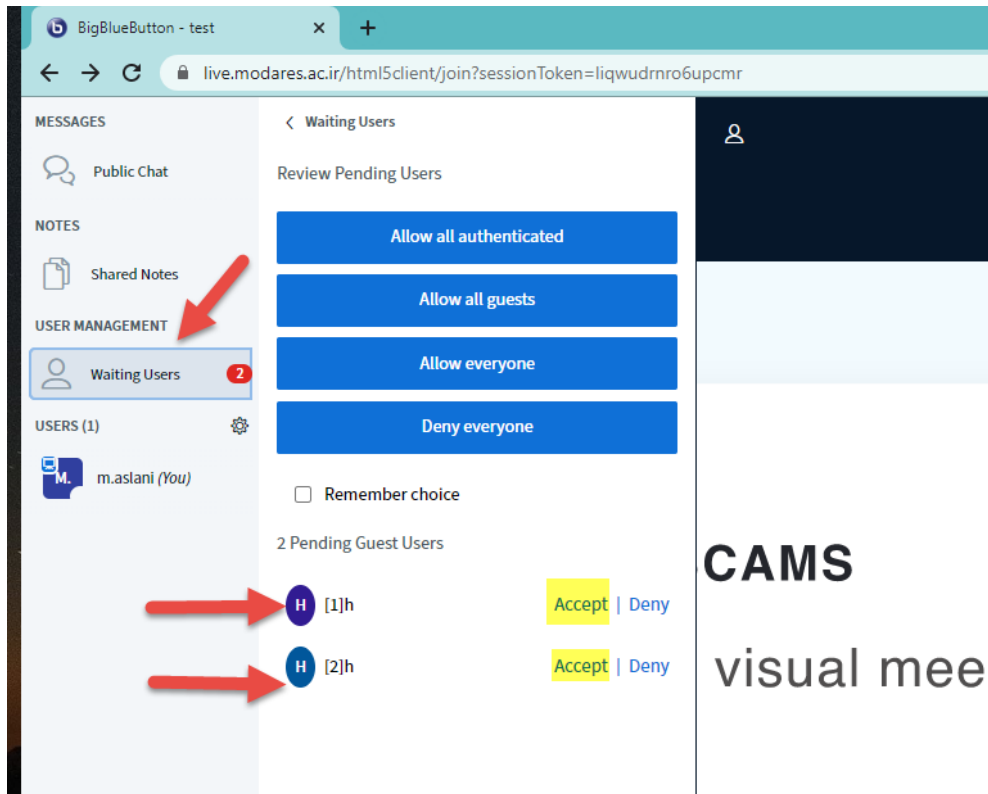 BigBlueButton - test
live.modares.ac.ir/html5client/join?sessionToken=liqwudrnro6upcmr
MESSAGES
Public Chat
NOTES
Shared Notes
USER MANAGEMENT
Waiting Users
2
USERS (1)
M.
m.aslani (You)
Waiting Users
Review Pending Users
Allow all authenticated
Allow all guests
Allow everyone
Deny everyone
Remember choice
2 Pending Guest Users
H [1]h Accept | Deny
H [2]h Accept | Deny
CAMS
visual mee